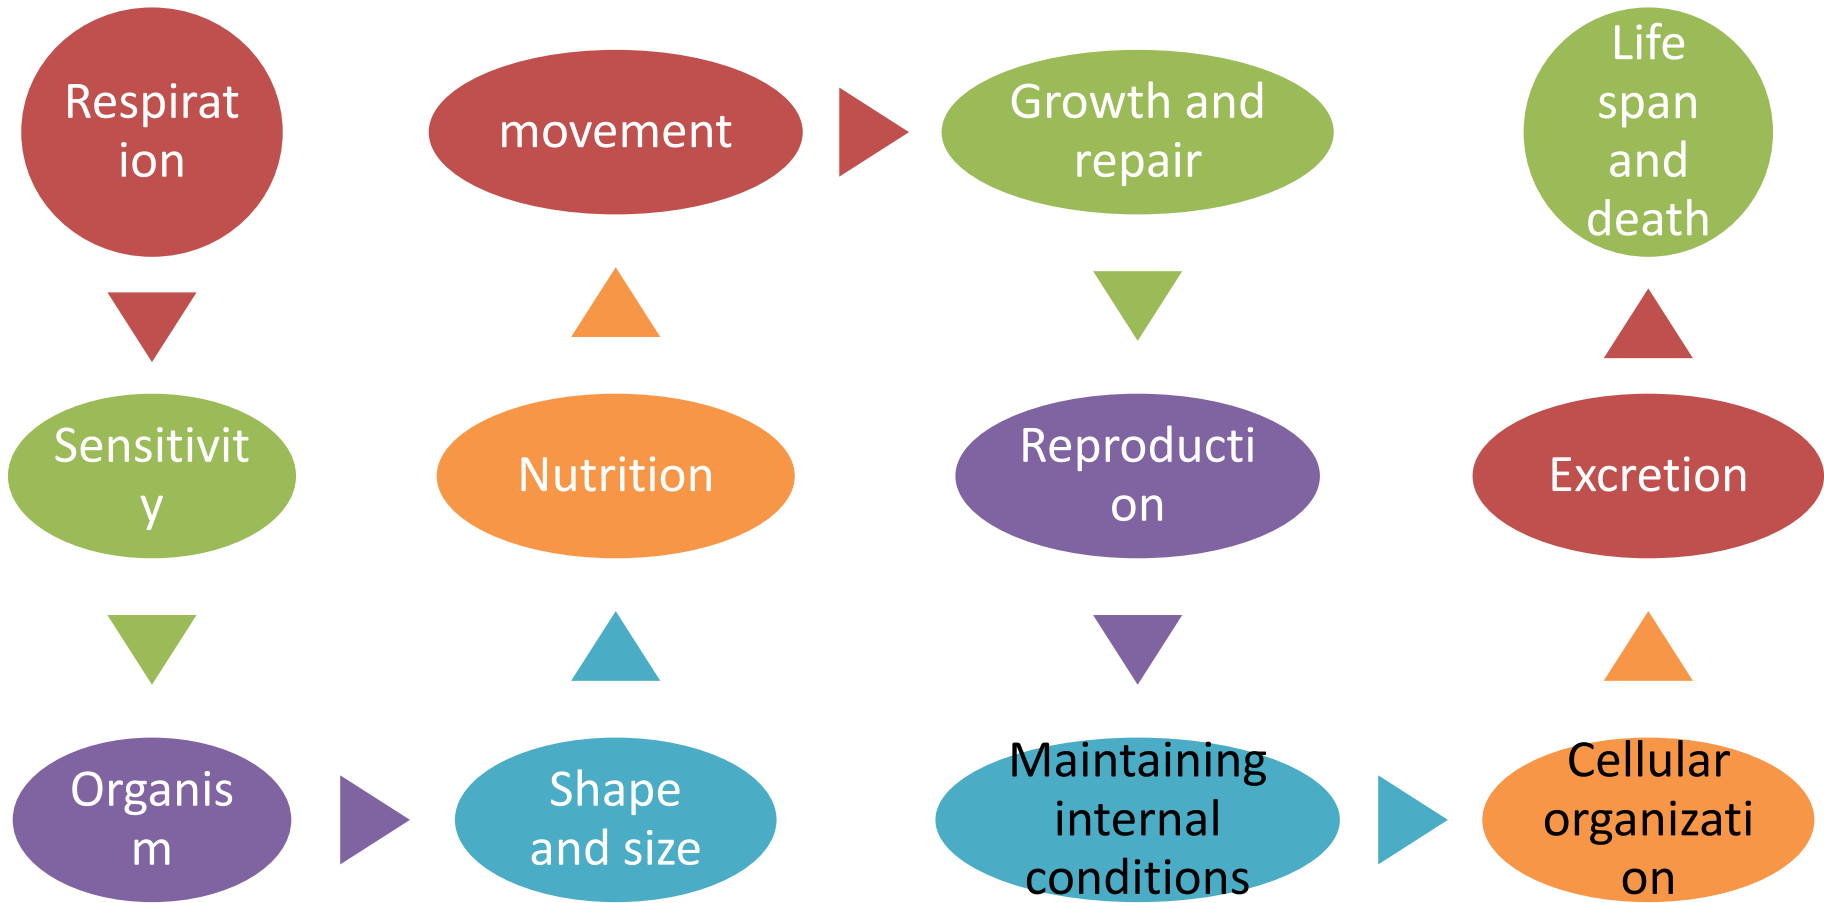 Respirat
ion
Sensitivit
y
Organis
m
Shape
and size
Nutrition
movement
Growth and
repair
Reproducti
on
Maintaining
internal
conditions
Cellular
organizati
on
Excretion
Life
span
and
death